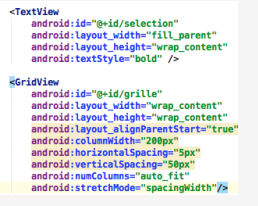 <TextView
android:id="@+id/selection"
android:layout_width="fill_parent"
android:layout_height="wrap_content"
android:textStyle="bold" />
<GridView
android:id="@+id/grille"
android:layout_width="wrap_content"
android:layout_height="wrap_content"
android:layout_alignParentStart="true"
android:columnWidth="200px"
android:horizontalSpacing="5px"
android:verticalSpacing="50px"
android:numColumns="auto_fit"
android:stretchMode="spacingWidth"/>